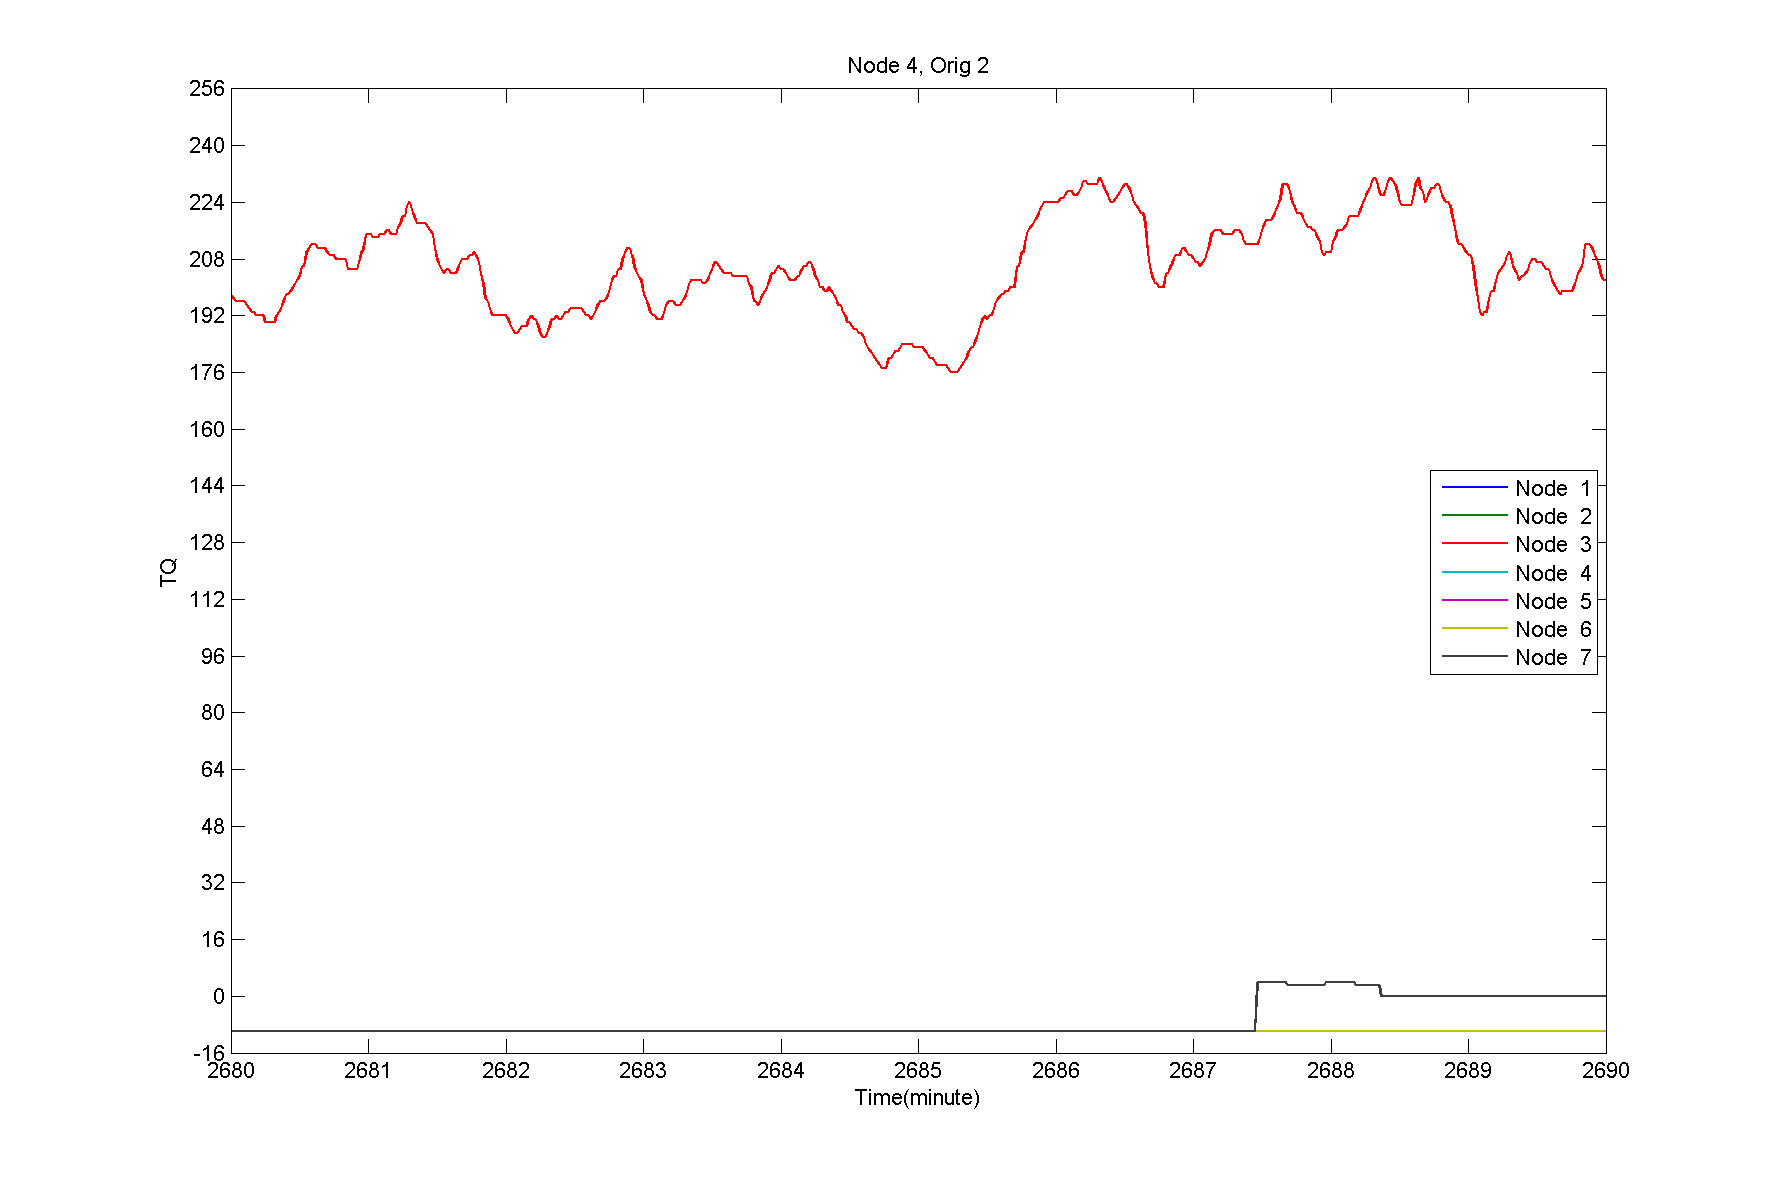 Node 4, Orig 2
256
240
224
208
192
176
160
144
128
112
96
80
64
48
32
16
0
-16
TQ
Node 1
Node 2
Node 3
Node 4
Node 5
Node 6
Node 7
2680 2681 2682 2683 2684 2685 2686 2687 2688 2689 2690
Time(minute)